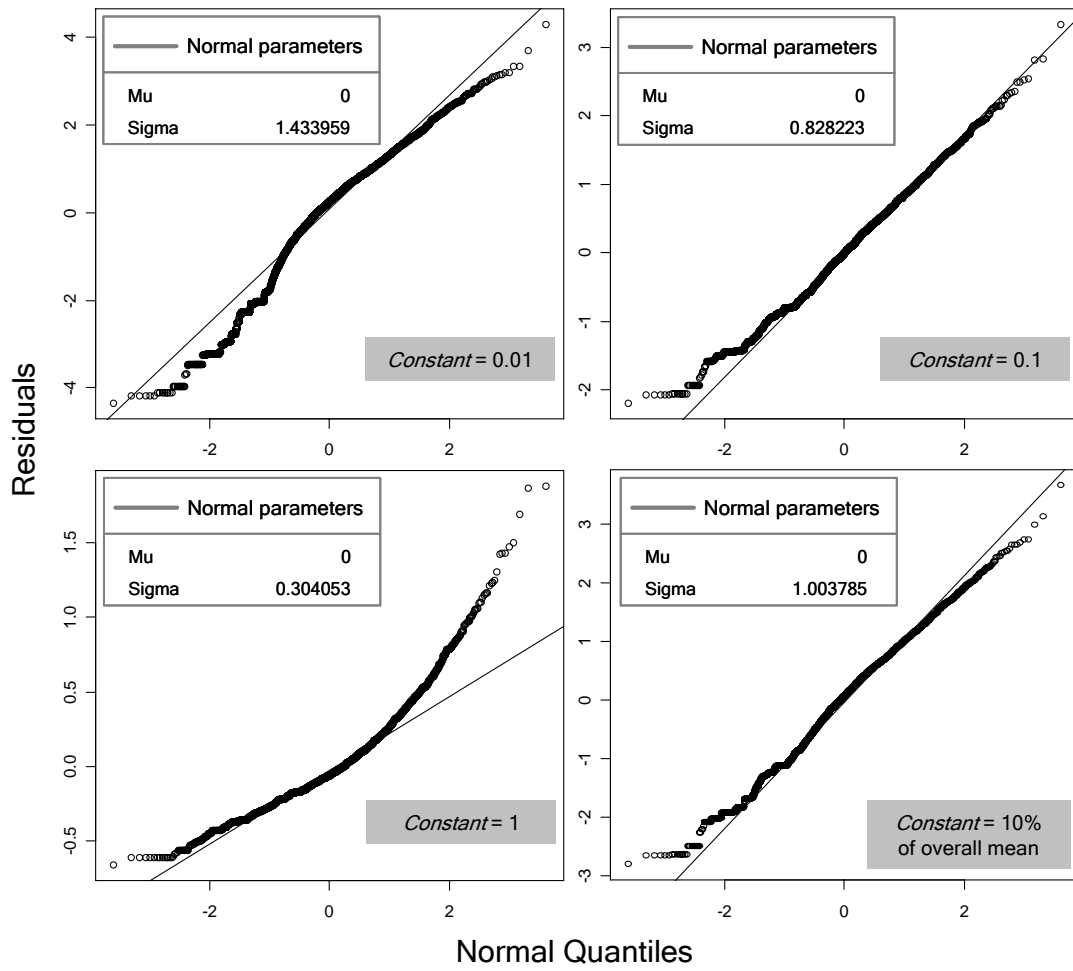 Normal parameters
Mu 0
Sigma 1.433959
Constant = 0.01
4
2
0
-2
-4
-2 0 2
Normal parameters
Mu 0
Sigma 0.828223
Constant = 0.1
3
2
1
0
-1
-2
-2 0 2
Residuals
Normal parameters
Mu 0
Sigma 0.304053
Constant = 1
1.5
1.0
0.5
0.0
-0.5
-2 0 2
Normal parameters
Mu 0
Sigma 1.003785
Constant = 10%
of overall mean
3
2
1
0
-1
-2
-3
-2 0 2
Normal Quantiles